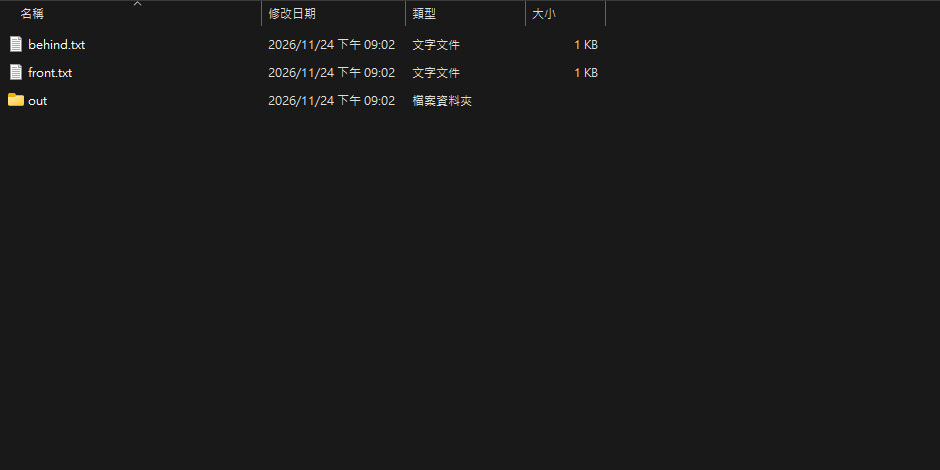 名稱 修改日期 類型 大小
behind.txt 2026/11/24 下午 09:02 文字文件 1 KB
front.txt 2026/11/24 下午 09:02 文字文件 1 KB
out 2026/11/24 下午 09:02 檔案資料夾